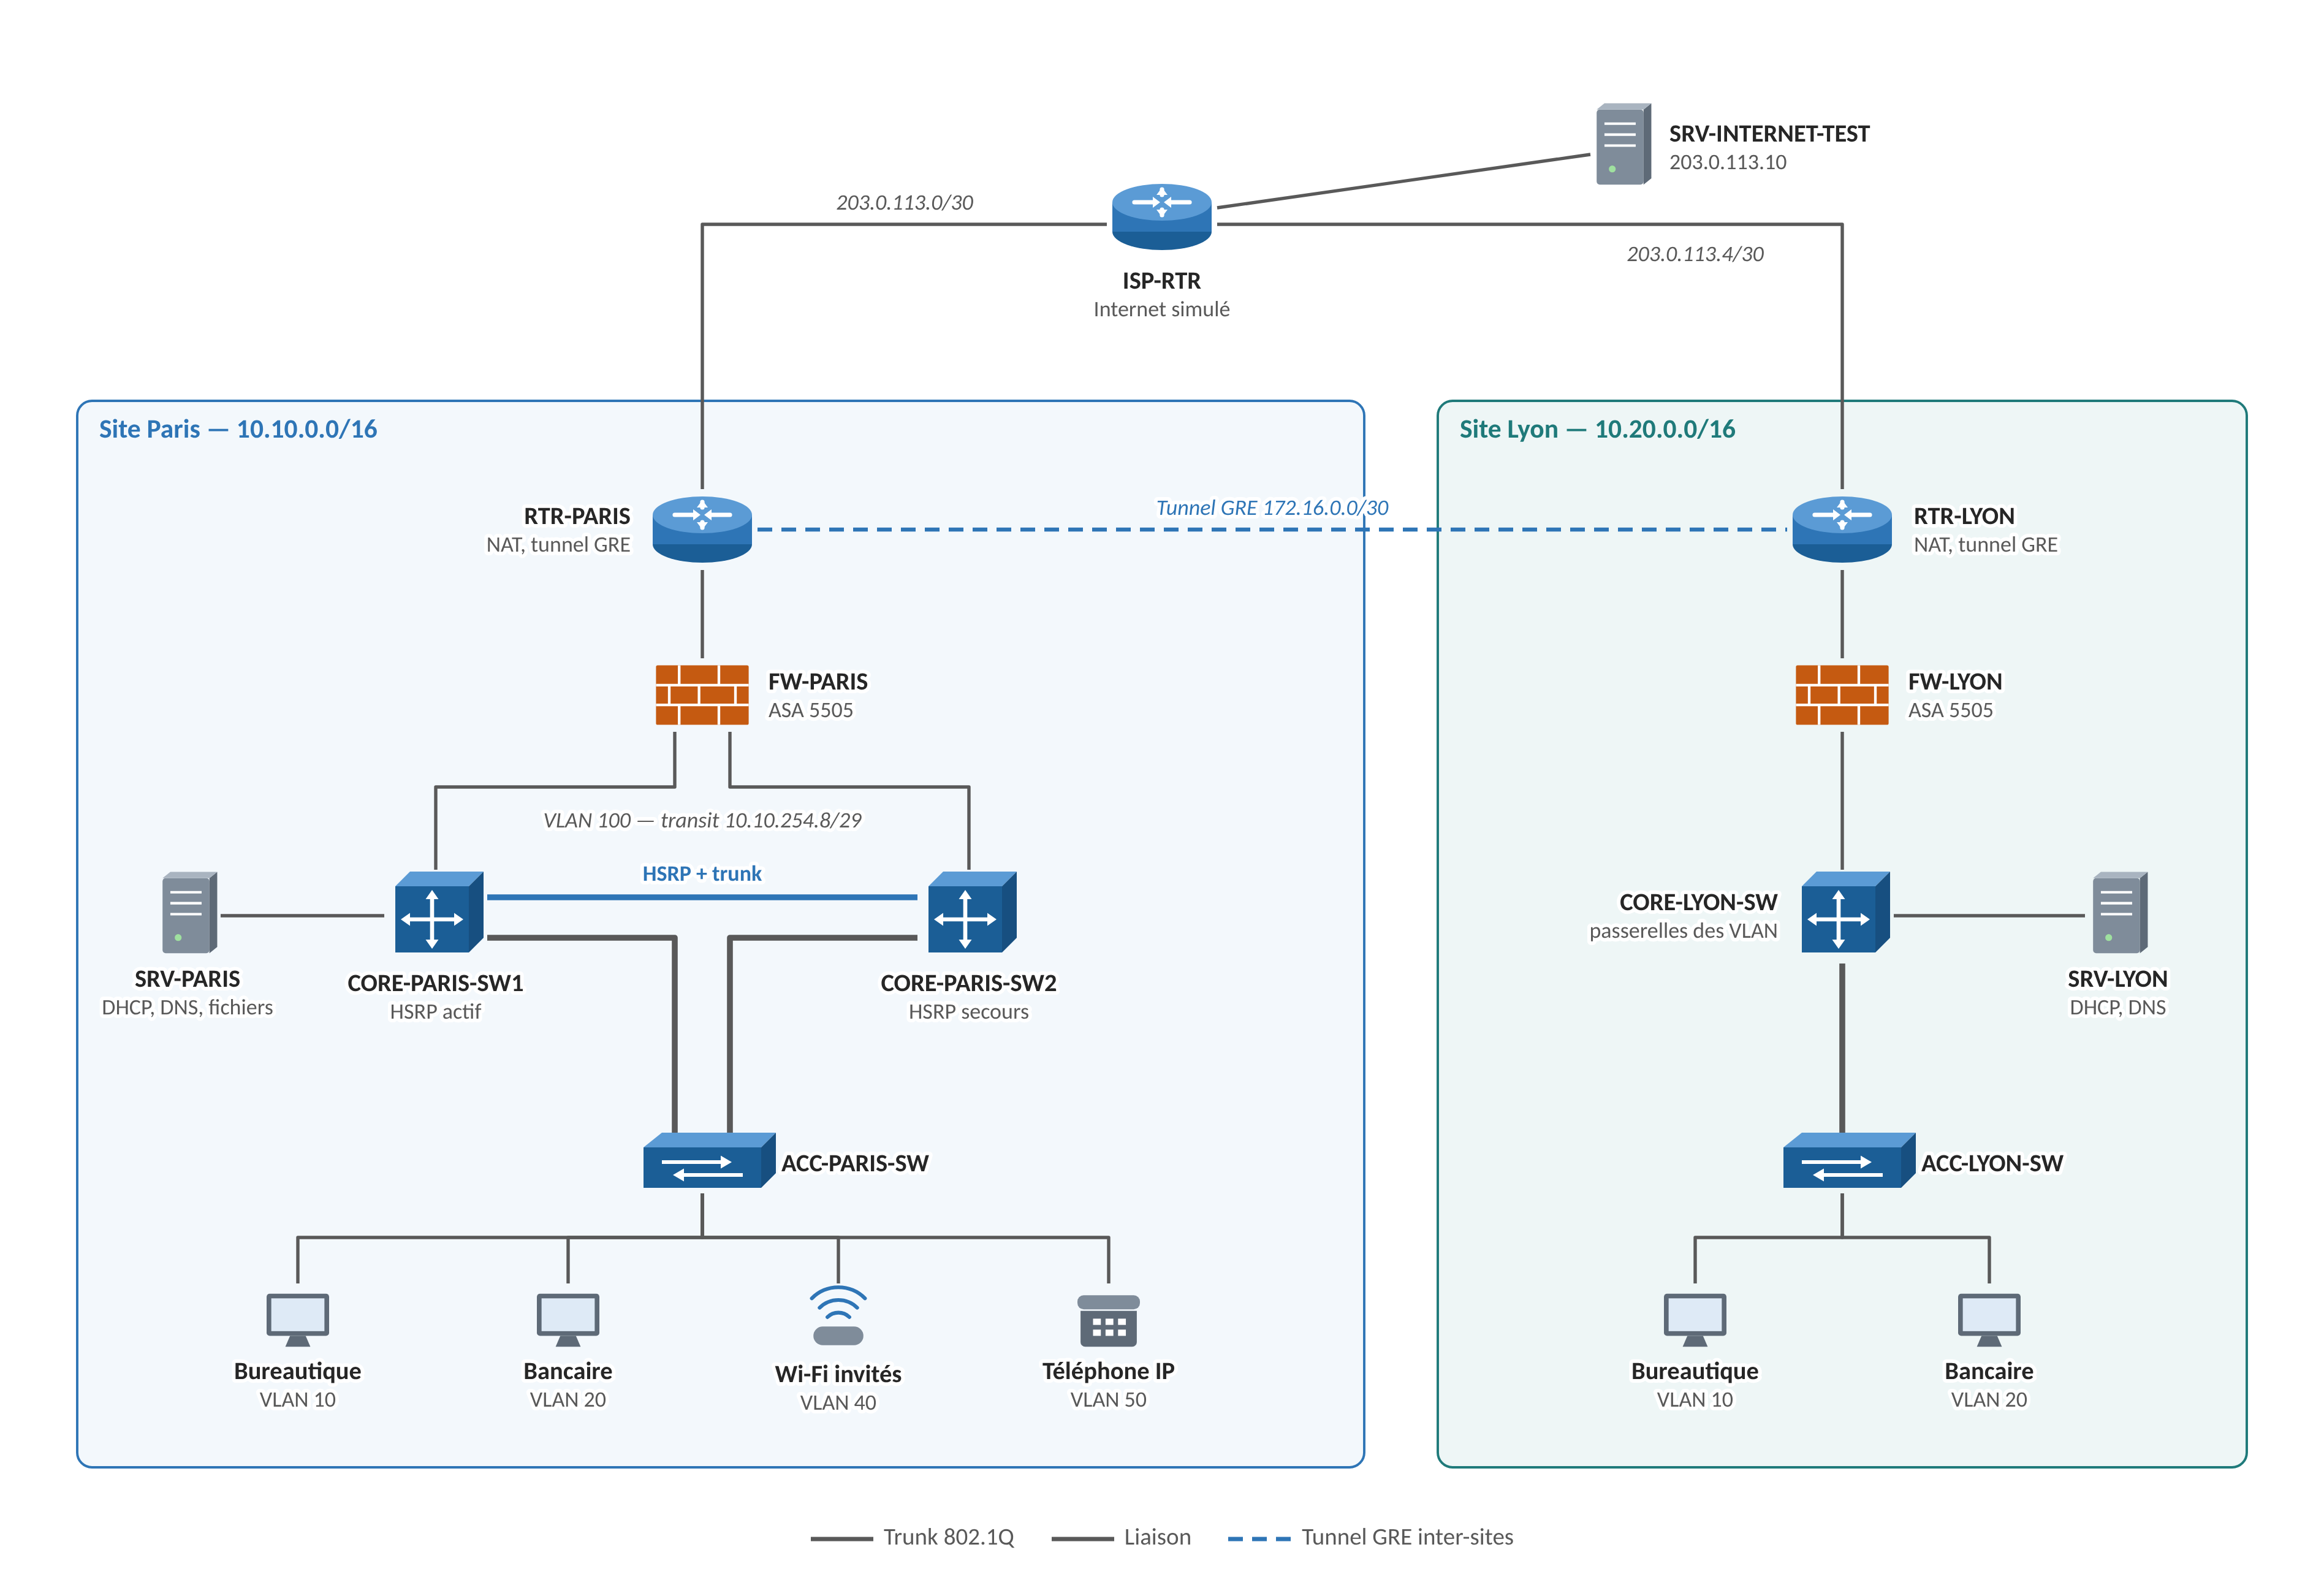 SRV-INTERNET-TEST
203.0.113.10
203.0.113.0/30
203.0.113.4/30
ISP-RTR
Internet simulé
Site Paris — 10.10.0.0/16
Site Lyon — 10.20.0.0/16
Tunnel GRE 172.16.0.0/30
RTR-PARIS
NAT, tunnel GRE
RTR-LYON
NAT, tunnel GRE
FW-PARIS
ASA 5505
FW-LYON
ASA 5505
VLAN 100 — transit 10.10.254.8/29
HSRP + trunk
CORE-LYON-SW
passerelles des VLAN
SRV-PARIS
DHCP, DNS, fichiers
CORE-PARIS-SW1
HSRP actif
CORE-PARIS-SW2
HSRP secours
SRV-LYON
DHCP, DNS
ACC-PARIS-SW
ACC-LYON-SW
Bureautique
VLAN 10
Bancaire
VLAN 20
Wi-Fi invités
VLAN 40
Téléphone IP
VLAN 50
Bureautique
VLAN 10
Bancaire
VLAN 20
Trunk 802.1Q
Liaison
Tunnel GRE inter-sites